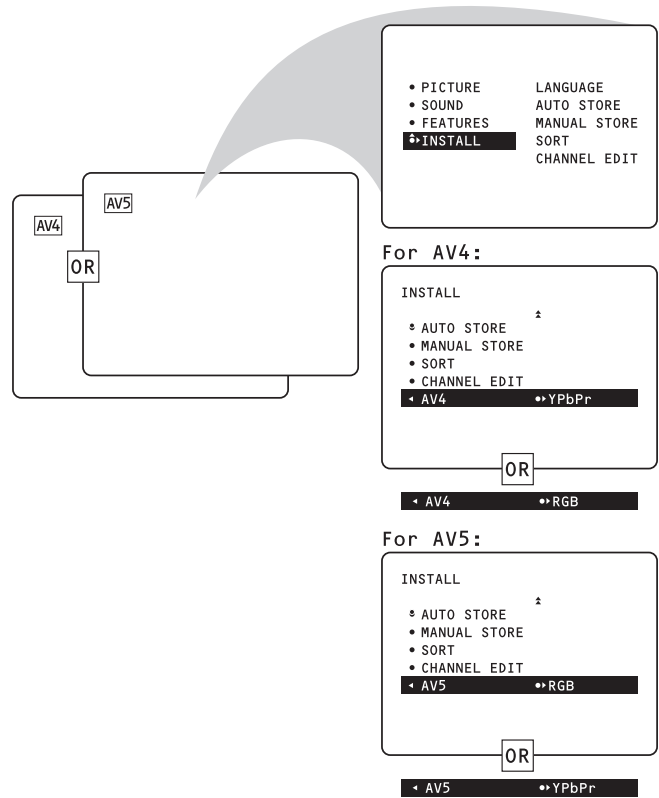 • PICTURE LANGUAGE
• SOUND AUTO STORE
• FEATURES MANUAL STORE
INSTALL SORT
CHANNEL EDIT
AV5
AV4
OR
For AV4:
INSTALL
• AUTO STORE
• MANUAL STORE
• SORT
• CHANNEL EDIT
◂ AV4 •▸ YPbPr
OR
◂ AV4 •▸ RGB
For AV5:
INSTALL
• AUTO STORE
• MANUAL STORE
• SORT
• CHANNEL EDIT
◂ AV5 •▸ RGB
OR
◂ AV5 •▸ YPbPr